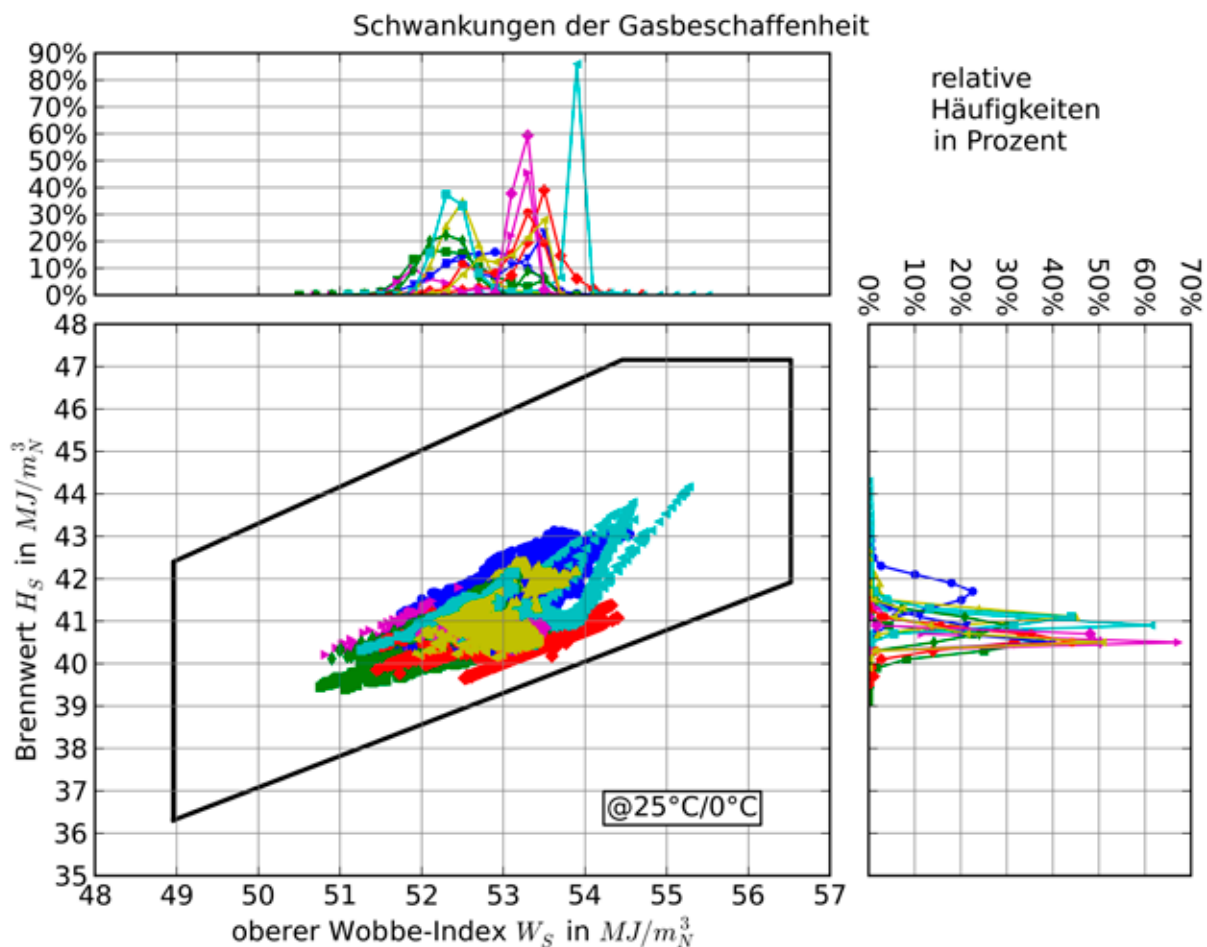 Schwankungen der Gasbeschaffenheit
90%
80%
70%
60%
50%
40%
30%
20%
10%
0%
relative
Häufigkeiten
in Prozent
0% 10% 20% 30% 40% 50% 60% 70%
48
47
46
45
44
43
42
41
40
39
38
37
36
35
Brennwert H_S in MJ/m_N^3
@25°C/0°C
48 49 50 51 52 53 54 55 56 57
oberer Wobbe-Index W_S in MJ/m_N^3